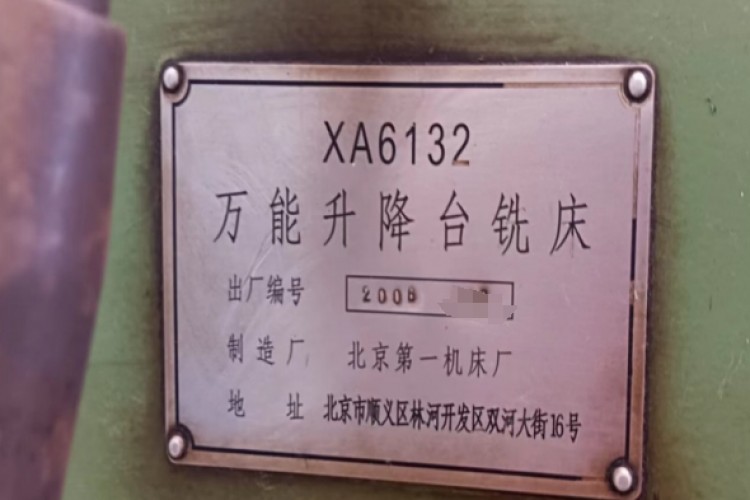 XA6132
万能升降台铣床
出厂编号 2006
制造厂 北京第一机床厂
地址 北京市顺义区林河开发区双河大街16号